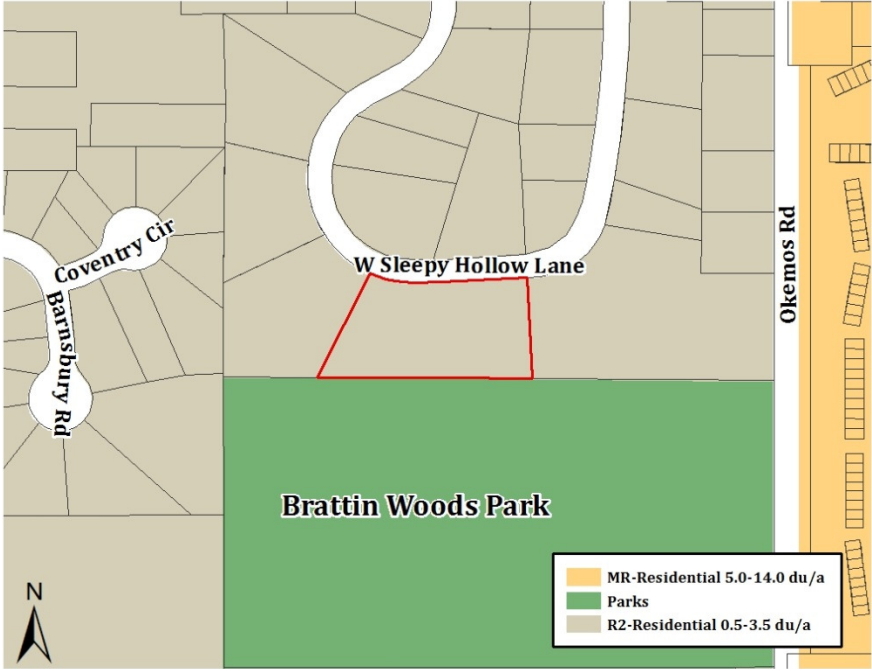 Coventry Cir
Barnsbury Rd
W Sleepy Hollow Lane
Okemos Rd
Brattin Woods Park
N
MR-Residential 5.0-14.0 du/a
Parks
R2-Residential 0.5-3.5 du/a